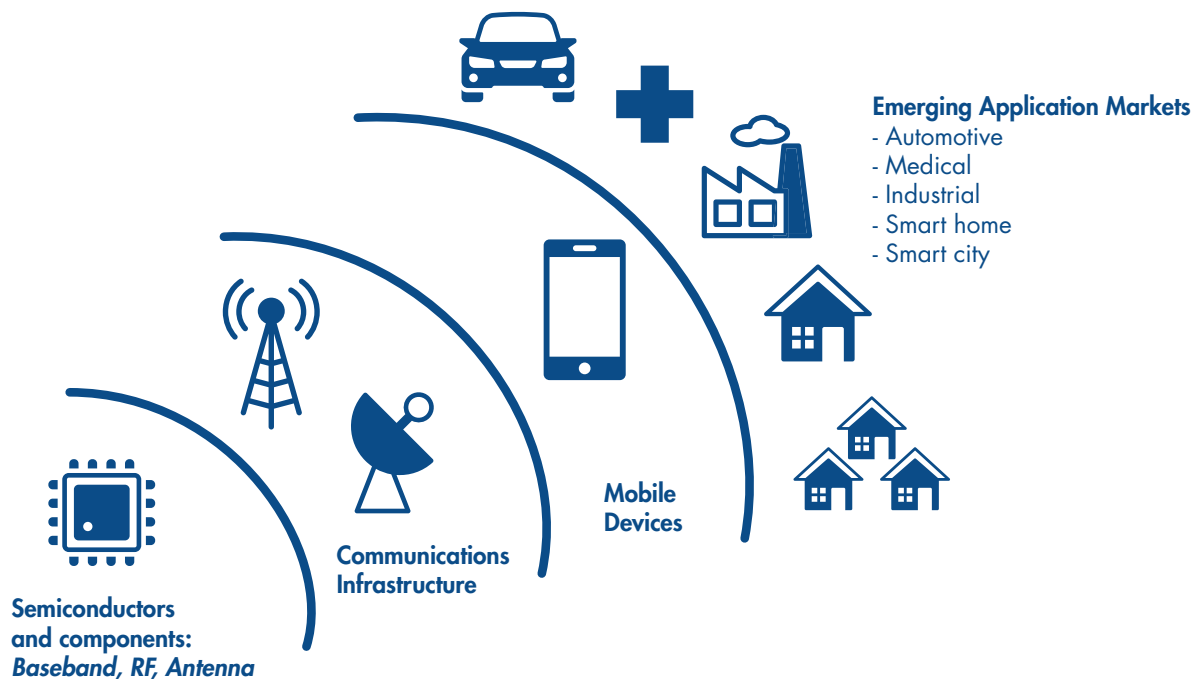 Emerging Application Markets
- Automotive
- Medical
- Industrial
- Smart home
- Smart city
Mobile
Devices
Communications
Infrastructure
Semiconductors
and components:
Baseband, RF, Antenna